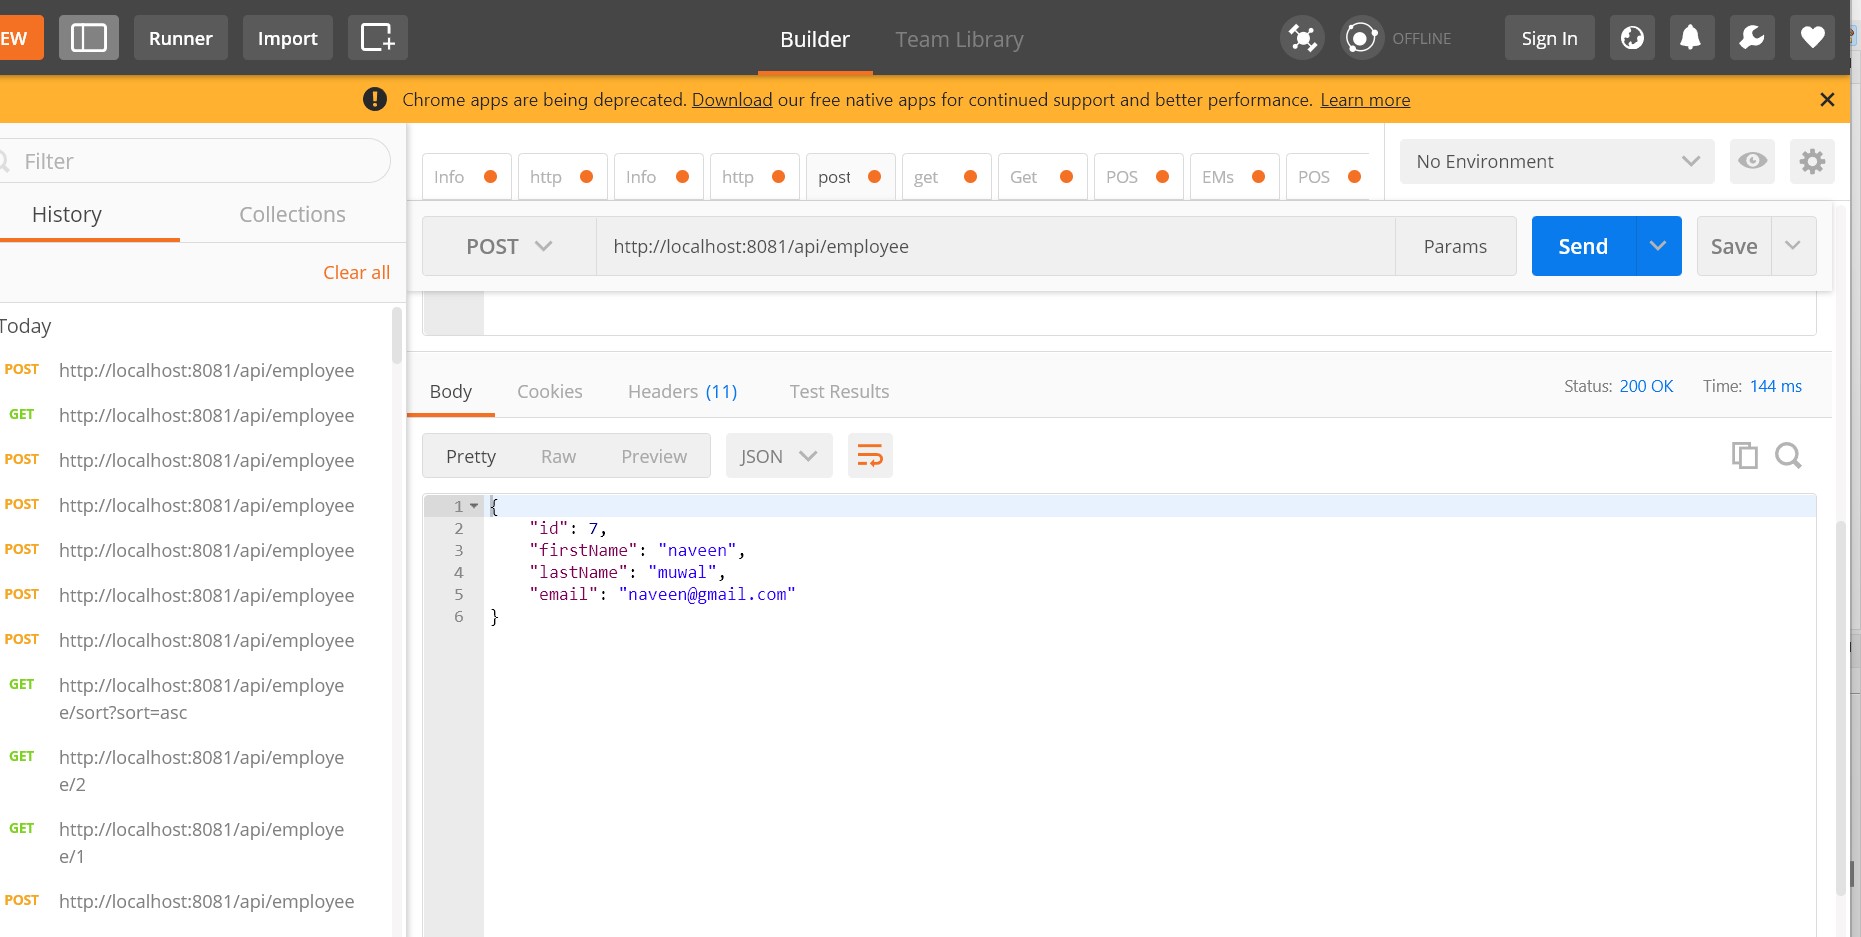 EW
Runner
Import
Builder
Team Library
OFFLINE
Sign In
Chrome apps are being deprecated. Download our free native apps for continued support and better performance. Learn more
Filter
History
Collections
Clear all
Today
POST http://localhost:8081/api/employee
GET http://localhost:8081/api/employee
POST http://localhost:8081/api/employee
POST http://localhost:8081/api/employee
POST http://localhost:8081/api/employee
POST http://localhost:8081/api/employee
POST http://localhost:8081/api/employee
GET http://localhost:8081/api/employe
e/sort?sort=asc
GET http://localhost:8081/api/employe
e/2
GET http://localhost:8081/api/employe
e/1
POST http://localhost:8081/api/employee
Info
http
Info
http
post
get
Get
POS
EMs
POS
No Environment
POST
http://localhost:8081/api/employee
Params
Send
Save
Body
Cookies
Headers (11)
Test Results
Status: 200 OK
Time: 144 ms
Pretty
Raw
Preview
JSON
1 {
2 "id": 7,
3 "firstName": "naveen",
4 "lastName": "muwal",
5 "email": "naveen@gmail.com"
6 }